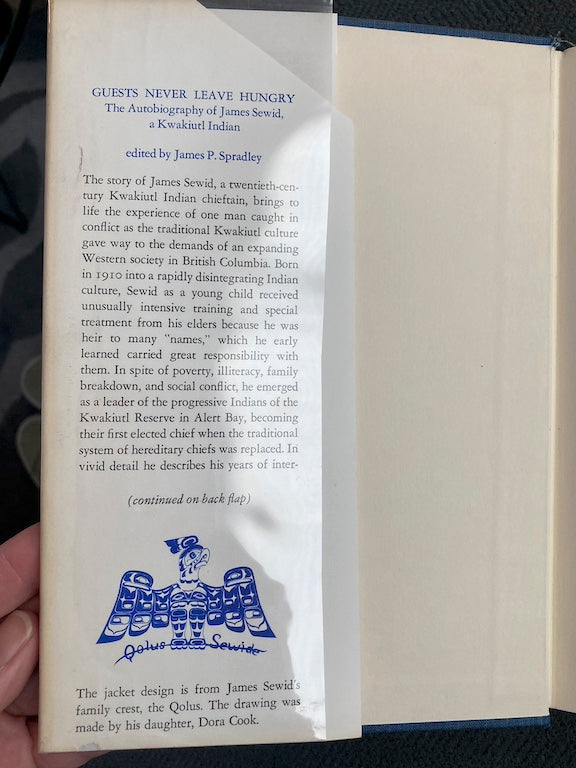 GUESTS NEVER LEAVE HUNGRY
The Autobiography of James Sewid,
a Kwakiutl Indian
edited by James P. Spradley
The story of James Sewid, a twentieth-cen-
tury Kwakiutl Indian chieftain, brings to
life the experience of one man caught in
conflict as the traditional Kwakiutl culture
gave way to the demands of an expanding
Western society in British Columbia. Born
in 1910 into a rapidly disintegrating Indian
culture, Sewid as a young child received
unusually intensive training and special
treatment from his elders because he was
heir to many "names," which he early
learned carried great responsibility with
them. In spite of poverty, illiteracy, family
breakdown, and social conflict, he emerged
as a leader of the progressive Indians of the
Kwakiutl Reserve in Alert Bay, becoming
their first elected chief when the traditional
system of hereditary chiefs was replaced. In
vivid detail he describes his years of inter-
(continued on back flap)
Qolus Sewide
The jacket design is from James Sewid's
family crest, the Qolus. The drawing was
made by his daughter, Dora Cook.